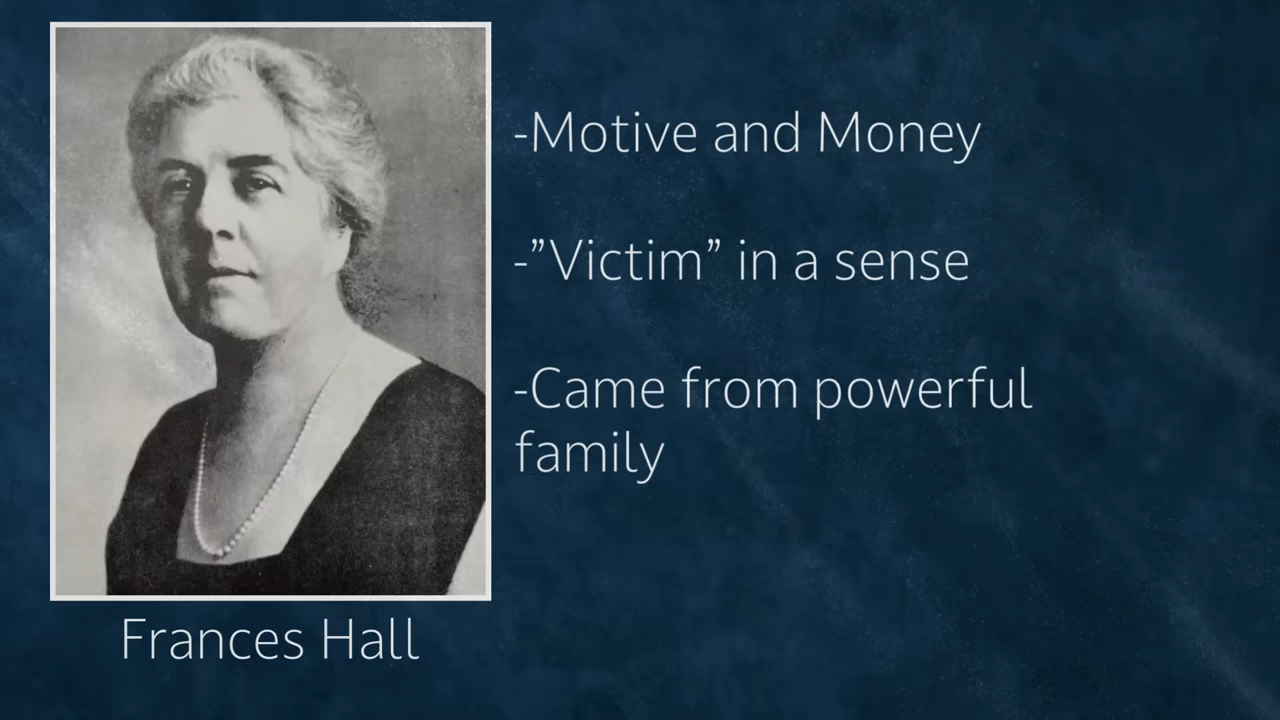 -Motive and Money
-”Victim” in a sense
-Came from powerful
family
Frances Hall